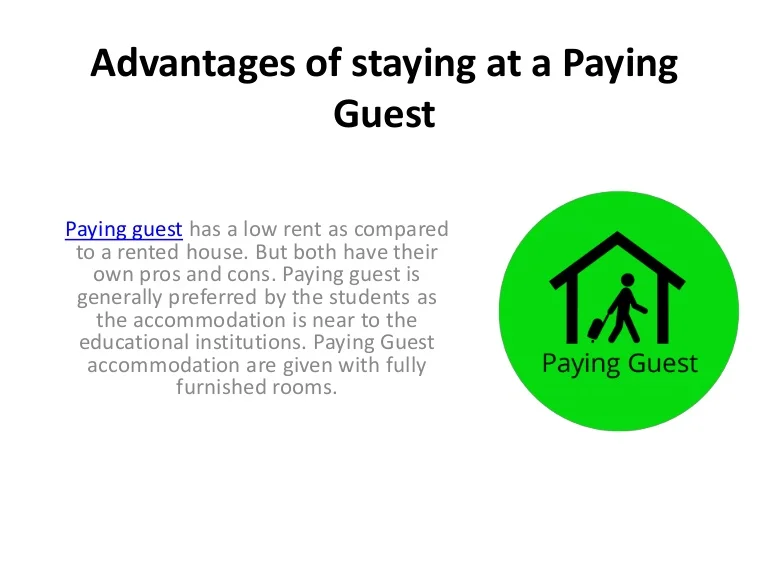 Advantages of staying at a Paying
Guest
Paying guest has a low rent as compared
to a rented house. But both have their
own pros and cons. Paying guest is
generally preferred by the students as
the accommodation is near to the
educational institutions. Paying Guest
accommodation are given with fully
furnished rooms.
Paying Guest